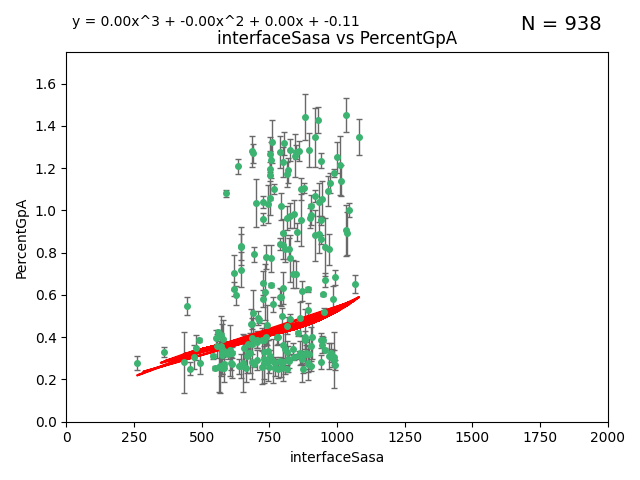 y = 0.00x^3 + -0.00x^2 + 0.00x + -0.11
N = 938
interfaceSasa vs PercentGpA
1.6
1.4
1.2
1.0
0.8
0.6
0.4
0.2
0.0
PercentGpA
0 250 500 750 1000 1250 1500 1750 2000
interfaceSasa